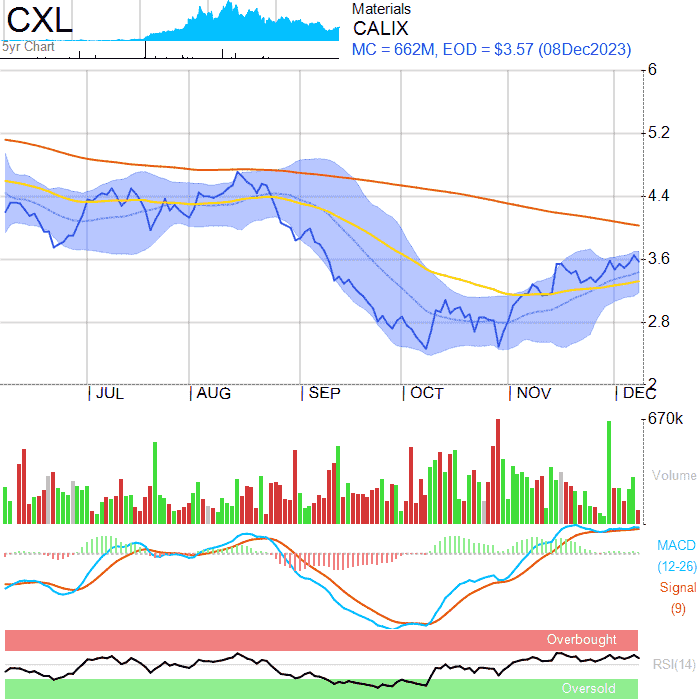 CXL
5yr Chart
Materials
CALIX
MC = 662M, EOD = $3.57 (08Dec2023)
6
5.2
4.4
3.6
2.8
2
JUL AUG SEP OCT NOV DEC
670k
Volume
MACD
(12-26)
Signal
(9)
Overbought
RSI(14)
Oversold